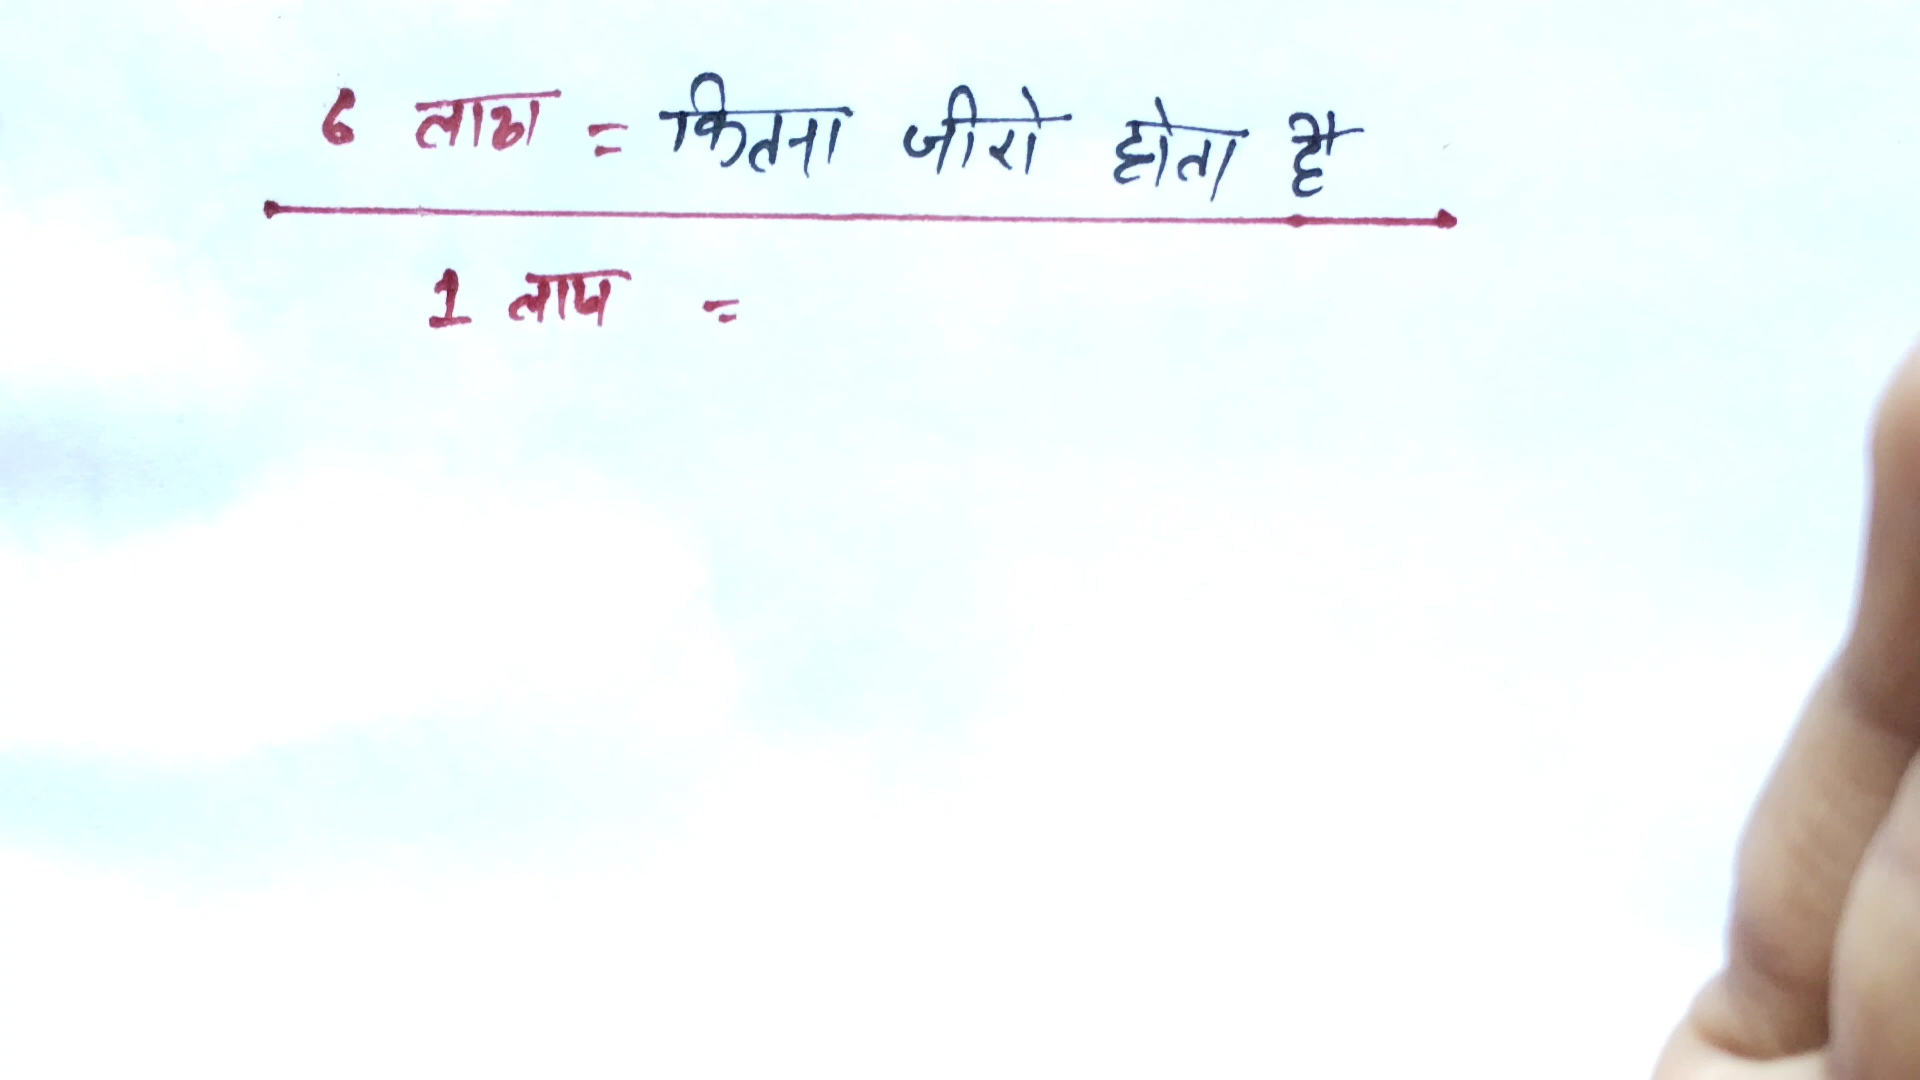 6 लाख = कितना जीरो होता है
1 लाख =